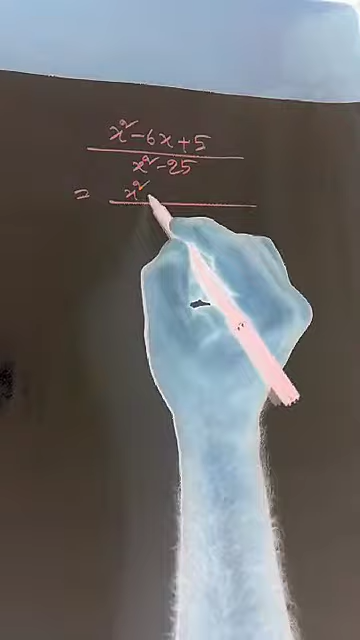 x²-6x+5
x²-25
= x²